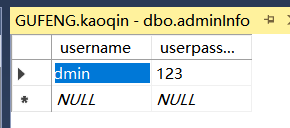 GUFENG.kaoqin - dbo.adminInfo
username userpass...
dmin 123
NULL NULL